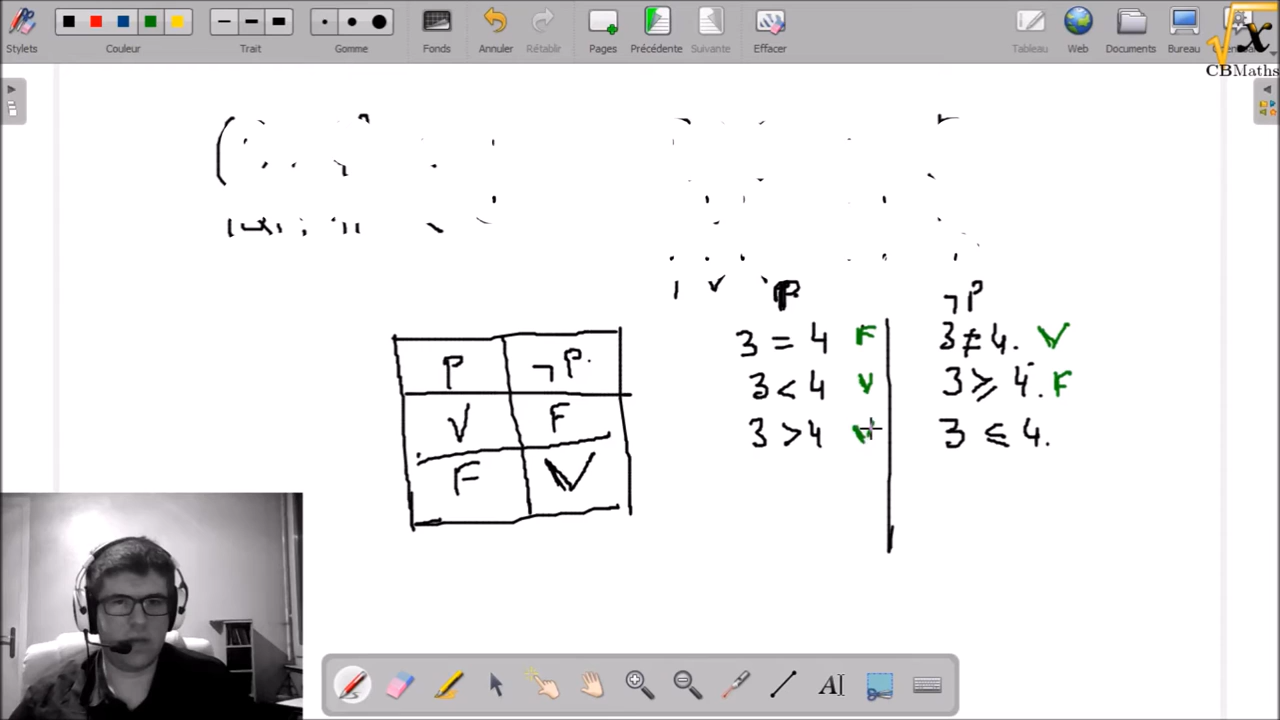 Stylets Couleur Trait Gomme Fonds Annuler Rétablir Pages Précédente Suivante Effacer Tableau Web Documents Bureau
√x
CBMaths
P ¬P
3 = 4 F 3 ≠ 4. V
3 < 4 V 3 ≥ 4. F
3 > 4 3 ≤ 4.
P ¬P.
V F
F V